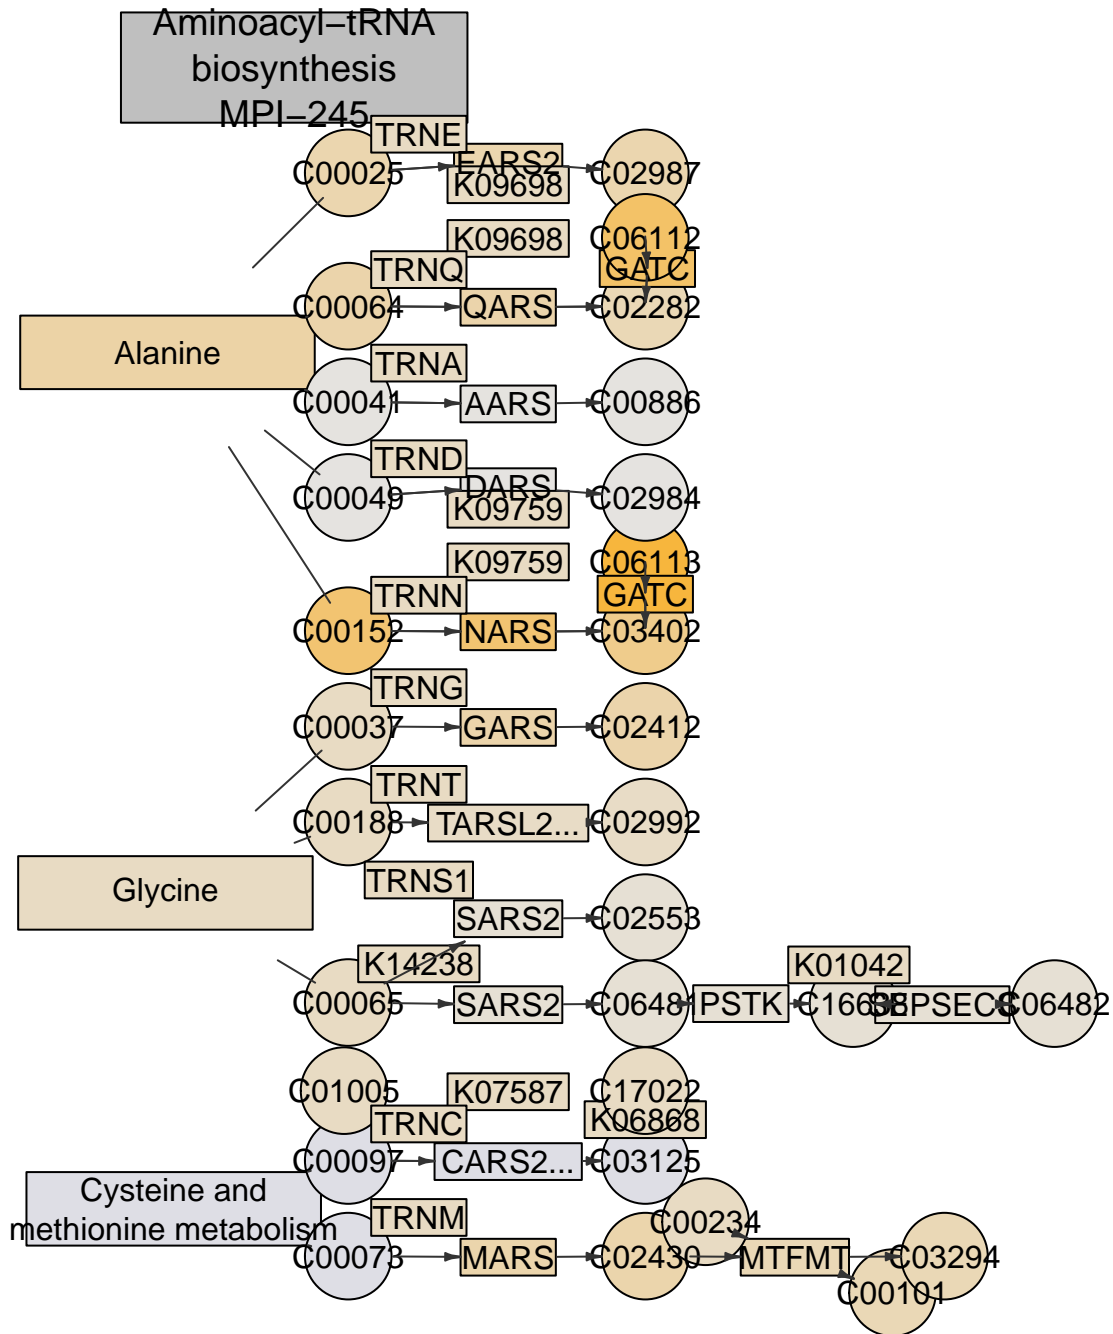 Aminoacyl−tRNA
biosynthesis
MPI−245
TRNE
C00025
EARS2
K09698
C02987
K09698
C06112
TRNQ
GATC
C00064
QARS
C02282
Alanine
TRNA
C00041
AARS
C00886
TRND
C00049
DARS
K09759
C02984
K09759
C06113
TRNN
GATC
C00152
NARS
C03402
TRNG
C00037
GARS
C02412
TRNT
C00188
TARSL2...
C02992
Glycine
TRNS1
SARS2
C02553
K14238
K01042
C00065
SARS2
C06481
PSTK
C16638
SEPSECS
C06482
C01005
K07587
C17022
TRNC
K06868
C00097
CARS2...
C03125
Cysteine and
methionine metabolism
TRNM
C00234
C00073
MARS
C02430
MTFMT
C03294
C00101